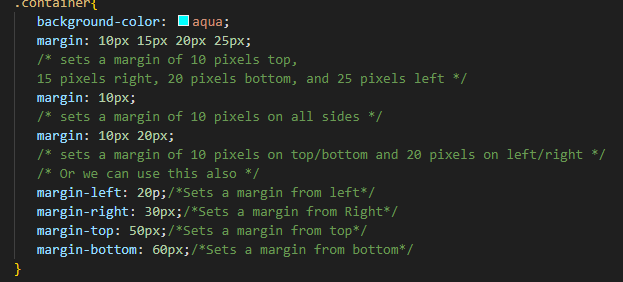 .container{
background-color: aqua;
margin: 10px 15px 20px 25px;
/* sets a margin of 10 pixels top,
15 pixels right, 20 pixels bottom, and 25 pixels left */
margin: 10px;
/* sets a margin of 10 pixels on all sides */
margin: 10px 20px;
/* sets a margin of 10 pixels on top/bottom and 20 pixels on left/right */
/* Or we can use this also */
margin-left: 20p;/*Sets a margin from left*/
margin-right: 30px;/*Sets a margin from Right*/
margin-top: 50px;/*Sets a margin from top*/
margin-bottom: 60px;/*Sets a margin from bottom*/
}